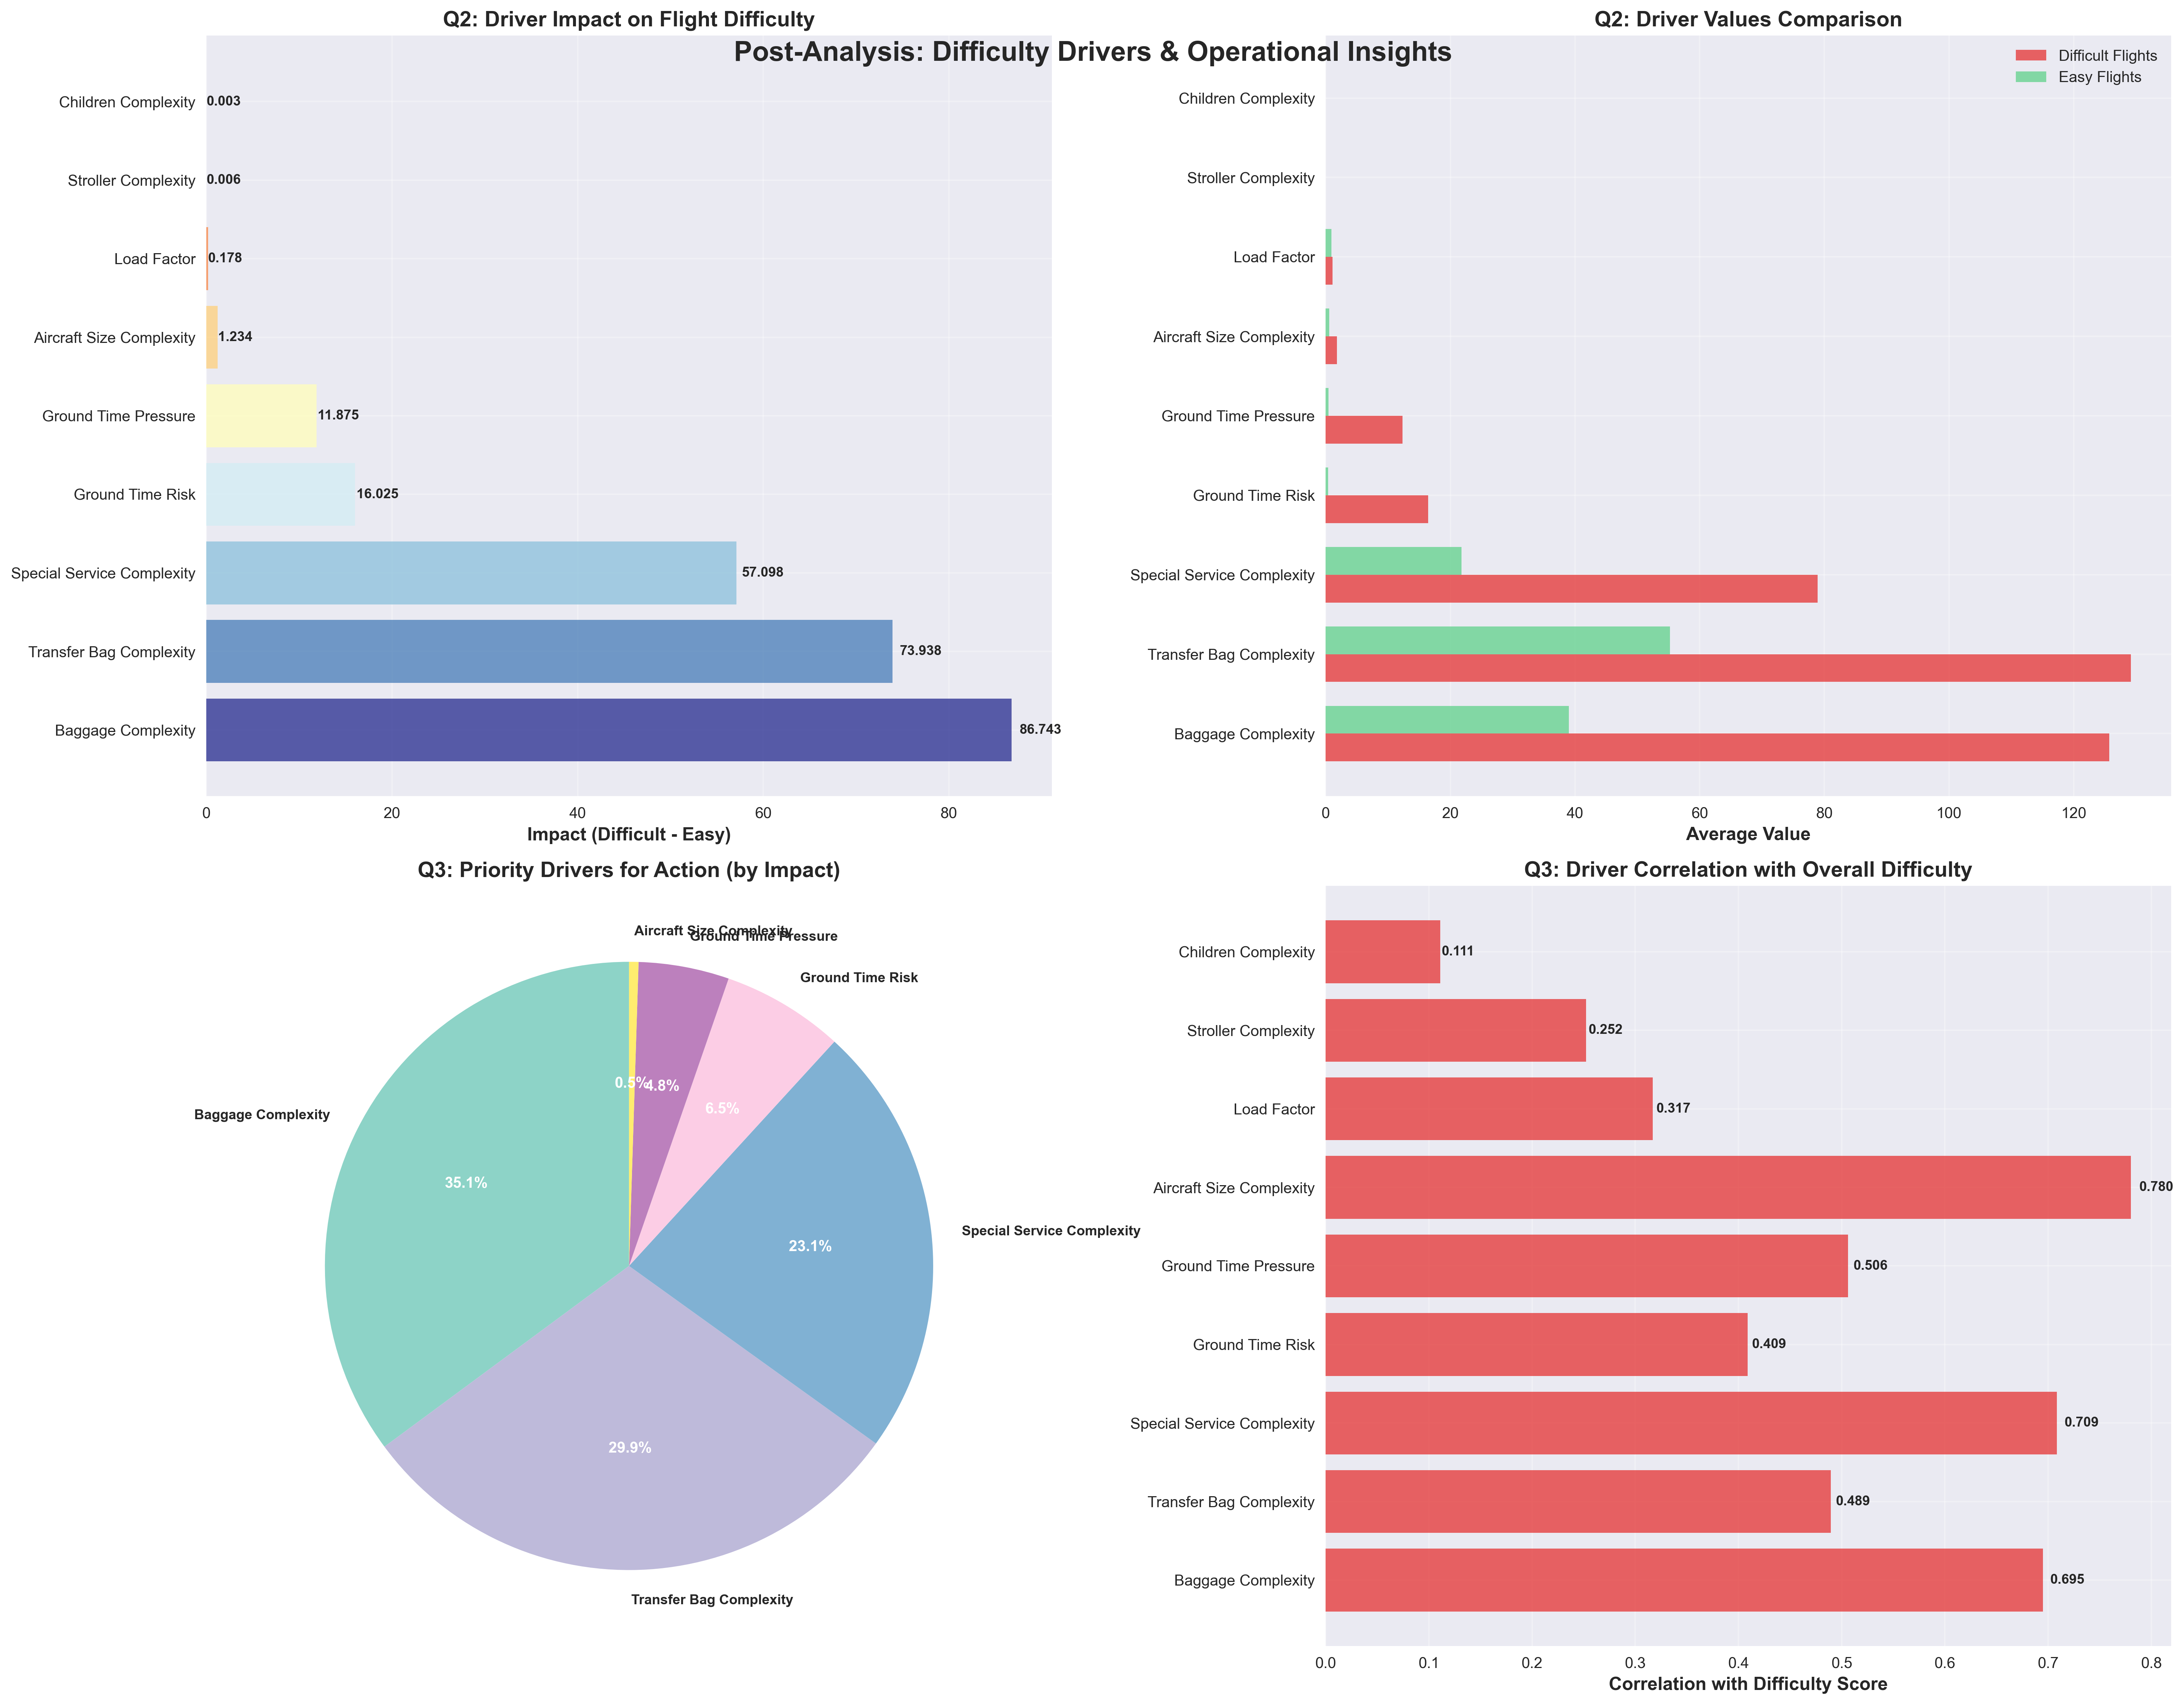 Post-Analysis: Difficulty Drivers & Operational Insights
Q2: Driver Impact on Flight Difficulty
Children Complexity
0.003
Stroller Complexity
0.006
Load Factor
0.178
Aircraft Size Complexity
1.234
Ground Time Pressure
11.875
Ground Time Risk
16.025
Special Service Complexity
57.098
Transfer Bag Complexity
73.938
Baggage Complexity
86.743
0 20 40 60 80
Impact (Difficult - Easy)
Q2: Driver Values Comparison
Difficult Flights
Easy Flights
Children Complexity
Stroller Complexity
Load Factor
Aircraft Size Complexity
Ground Time Pressure
Ground Time Risk
Special Service Complexity
Transfer Bag Complexity
Baggage Complexity
0 20 40 60 80 100 120
Average Value
Q3: Priority Drivers for Action (by Impact)
Aircraft Size Complexity
Ground Time Pressure
Ground Time Risk
Baggage Complexity
Special Service Complexity
Transfer Bag Complexity
0.5%
4.8%
6.5%
35.1%
23.1%
29.9%
Q3: Driver Correlation with Overall Difficulty
Children Complexity
0.111
Stroller Complexity
0.252
Load Factor
0.317
Aircraft Size Complexity
0.780
Ground Time Pressure
0.506
Ground Time Risk
0.409
Special Service Complexity
0.709
Transfer Bag Complexity
0.489
Baggage Complexity
0.695
0.0 0.1 0.2 0.3 0.4 0.5 0.6 0.7 0.8
Correlation with Difficulty Score